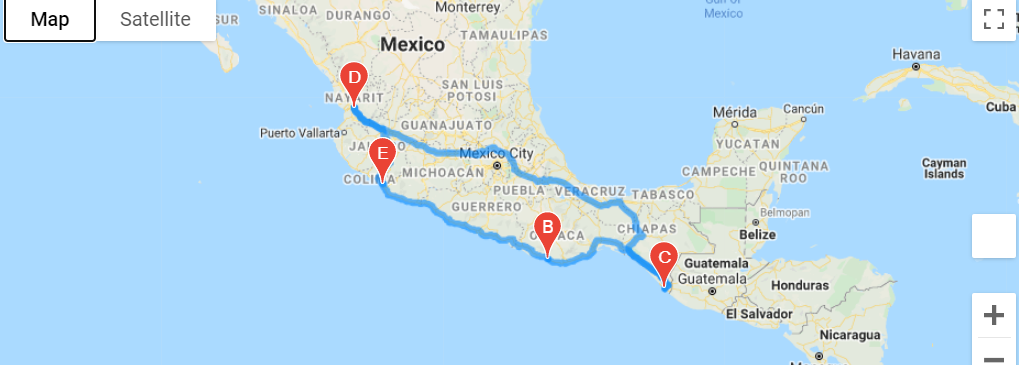 Map
Satellite
SUR
SINALOA
DURANGO
Monterrey
Gulf of
Mexico
Mexico
TAMAULIPAS
Havana
D
NAYARIT
SAN LUIS
POTOSI
Cuba
Mérida
Cancún
Puerto Vallarta
GUANAJUATO
YUCATAN
E
Mexico City
COLIMA
MICHOACÁN
CAMPECHE
QUINTANA
ROO
Cayman
Islands
PUEBLA
VERACRUZ
TABASCO
GUERRERO
Belmopan
B
CHIAPAS
Belize
C
Guatemala
Guatemala
Honduras
El Salvador
Nicaragua